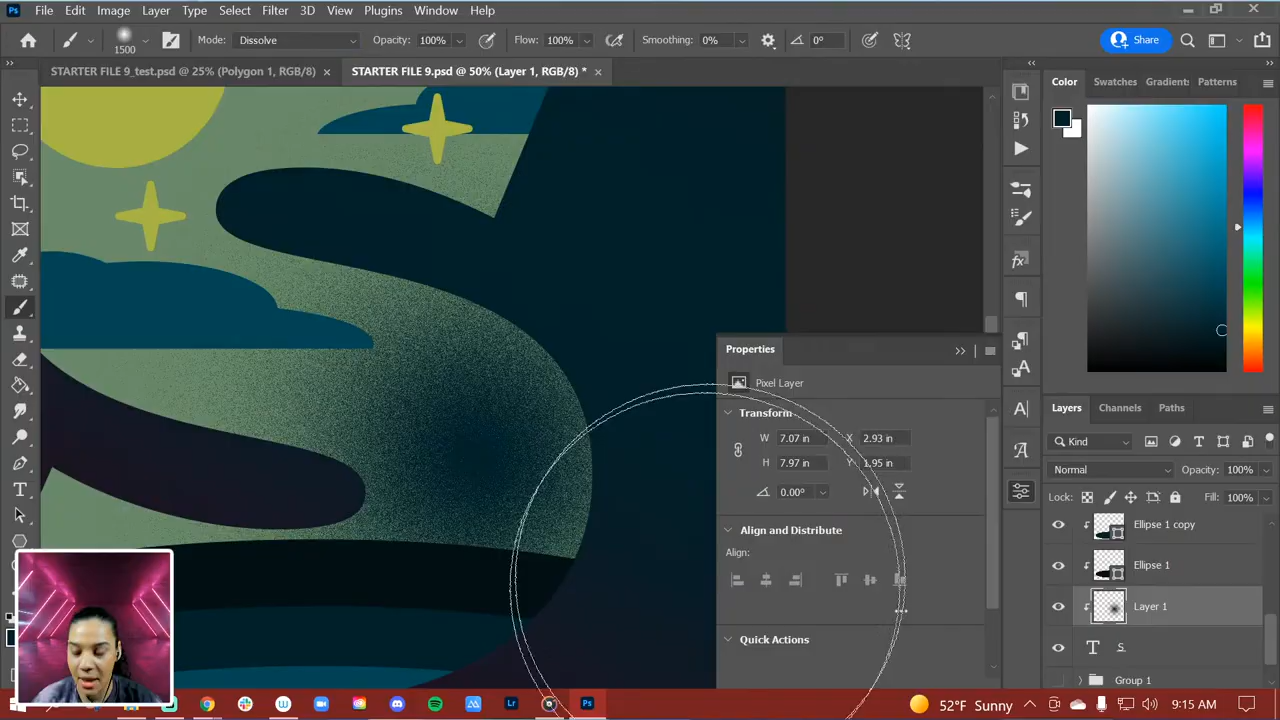 Ps File Edit Image Layer Type Select Filter 3D View Plugins Window Help
1500 Mode: Dissolve Opacity: 100% Flow: 100% Smoothing: 0% 0° Share
STARTER FILE 9_test.psd @ 25% (Polygon 1, RGB/8) × STARTER FILE 9.psd @ 50% (Layer 1, RGB/8) * ×
Color Swatches Gradient: Patterns
Properties
Pixel Layer
Transform
W 7.07 in X 2.93 in
H 7.97 in Y 1.95 in
0.00°
Align and Distribute
Align:
Quick Actions
Layers Channels Paths
Kind
Normal Opacity: 100%
Lock: Fill: 100%
Ellipse 1 copy
Ellipse 1
Layer 1
T S.
Group 1
Lr Ps 52°F Sunny 9:15 AM